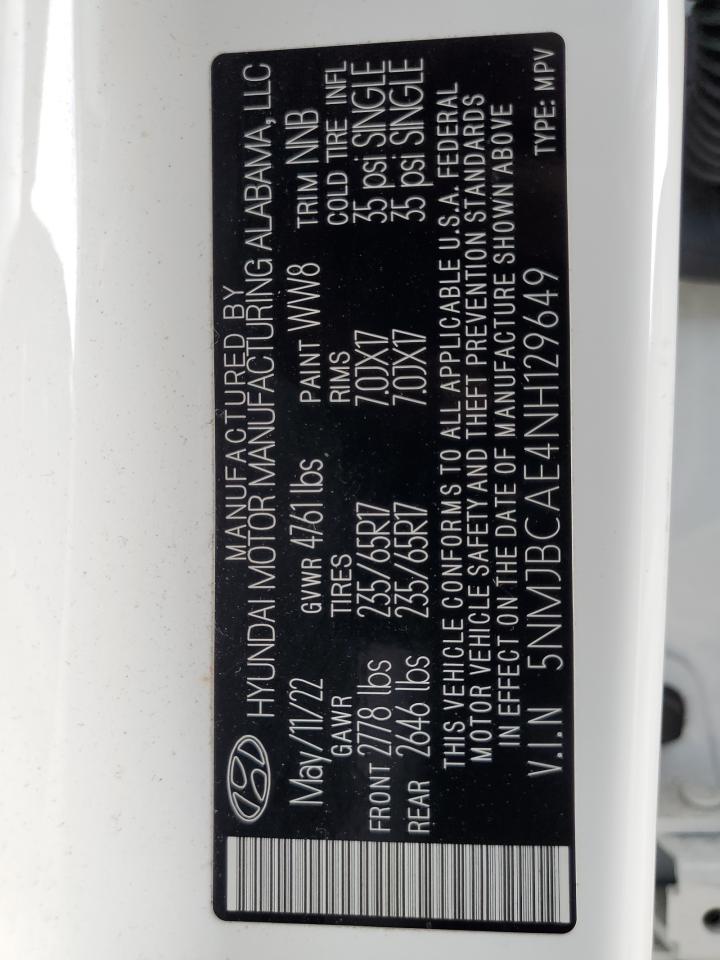 MANUFACTURED BY
HYUNDAI MOTOR MANUFACTURING ALABAMA, LLC
May/11/22 GVWR 4761 lbs PAINT WW8 TRIM NNB
GAWR TIRES RIMS COLD TIRE INFL
FRONT 2778 lbs 235//65R17 7.0JX17 35 psi SINGLE
REAR 2646 lbs 235//65R17 7.0JX17 35 psi SINGLE
THIS VEHICLE CONFORMS TO ALL APPLICABLE U.S.A. FEDERAL
MOTOR VEHICLE SAFETY AND THEFT PREVENTION STANDARDS
IN EFFECT ON THE DATE OF MANUFACTURE SHOWN ABOVE
V.I.N 5NMJBCAE4NH129649 TYPE: MPV